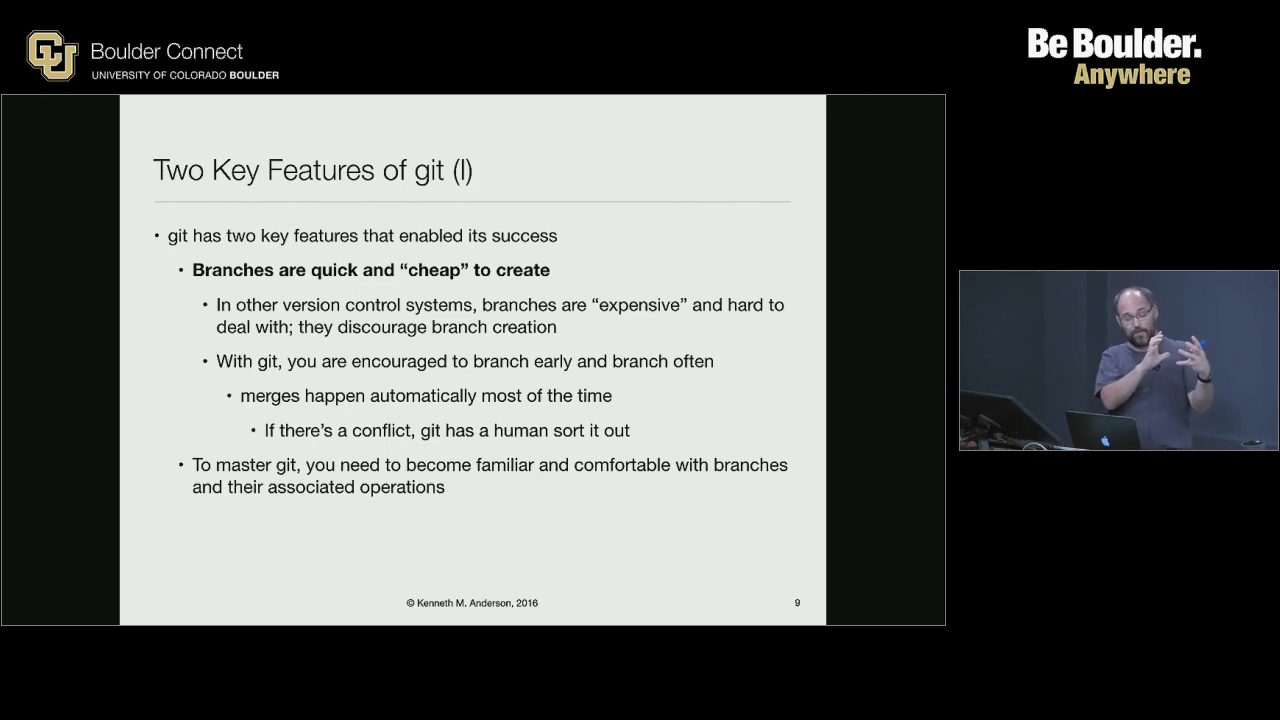 Boulder Connect
UNIVERSITY OF COLORADO BOULDER
Be Boulder.
Anywhere
Two Key Features of git (I)
• git has two key features that enabled its success
• Branches are quick and “cheap” to create
• In other version control systems, branches are “expensive” and hard to
deal with; they discourage branch creation
• With git, you are encouraged to branch early and branch often
• merges happen automatically most of the time
• If there’s a conflict, git has a human sort it out
• To master git, you need to become familiar and comfortable with branches
and their associated operations
© Kenneth M. Anderson, 2016
9